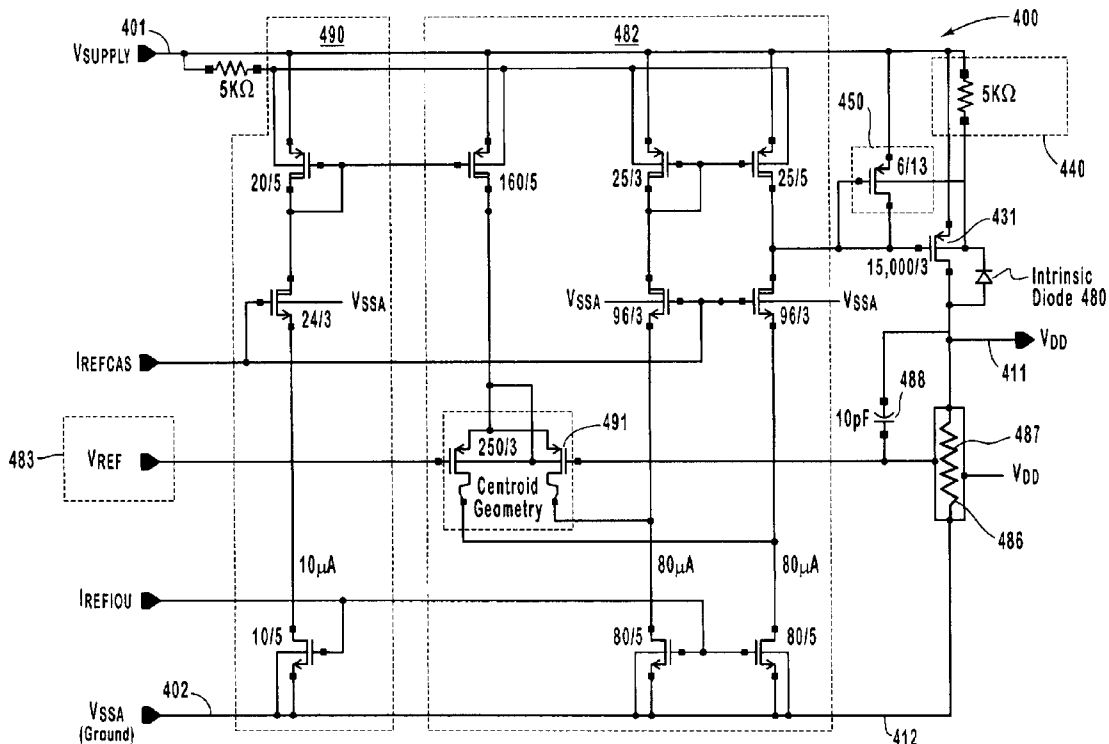 400
401
490
482
VSUPPLY
5KΩ
5KΩ
450
440
6/13
20/5
160/5
25/3
25/5
431
15,000/3
Intrinsic
Diode 480
24/3
VSSA
VSSA
96/3
96/3
VSSA
IREFCAS
VDD
411
10pF
488
491
487
483
VREF
250/3
Centroid
Geometry
VDD
486
10µA
80µA
80µA
IREFIOU
10/5
80/5
80/5
402
VSSA
(Ground)
412